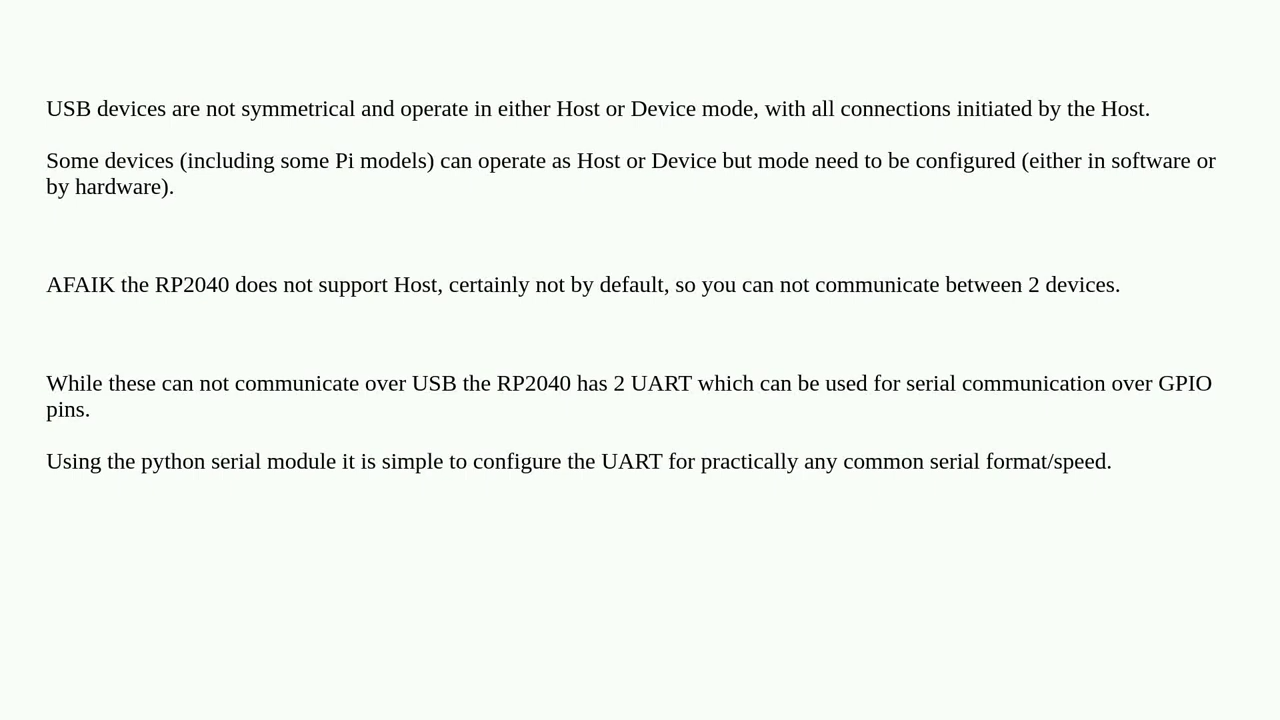 USB devices are not symmetrical and operate in either Host or Device mode, with all connections initiated by the Host.
Some devices (including some Pi models) can operate as Host or Device but mode need to be configured (either in software or
by hardware).
AFAIK the RP2040 does not support Host, certainly not by default, so you can not communicate between 2 devices.
While these can not communicate over USB the RP2040 has 2 UART which can be used for serial communication over GPIO
pins.
Using the python serial module it is simple to configure the UART for practically any common serial format/speed.